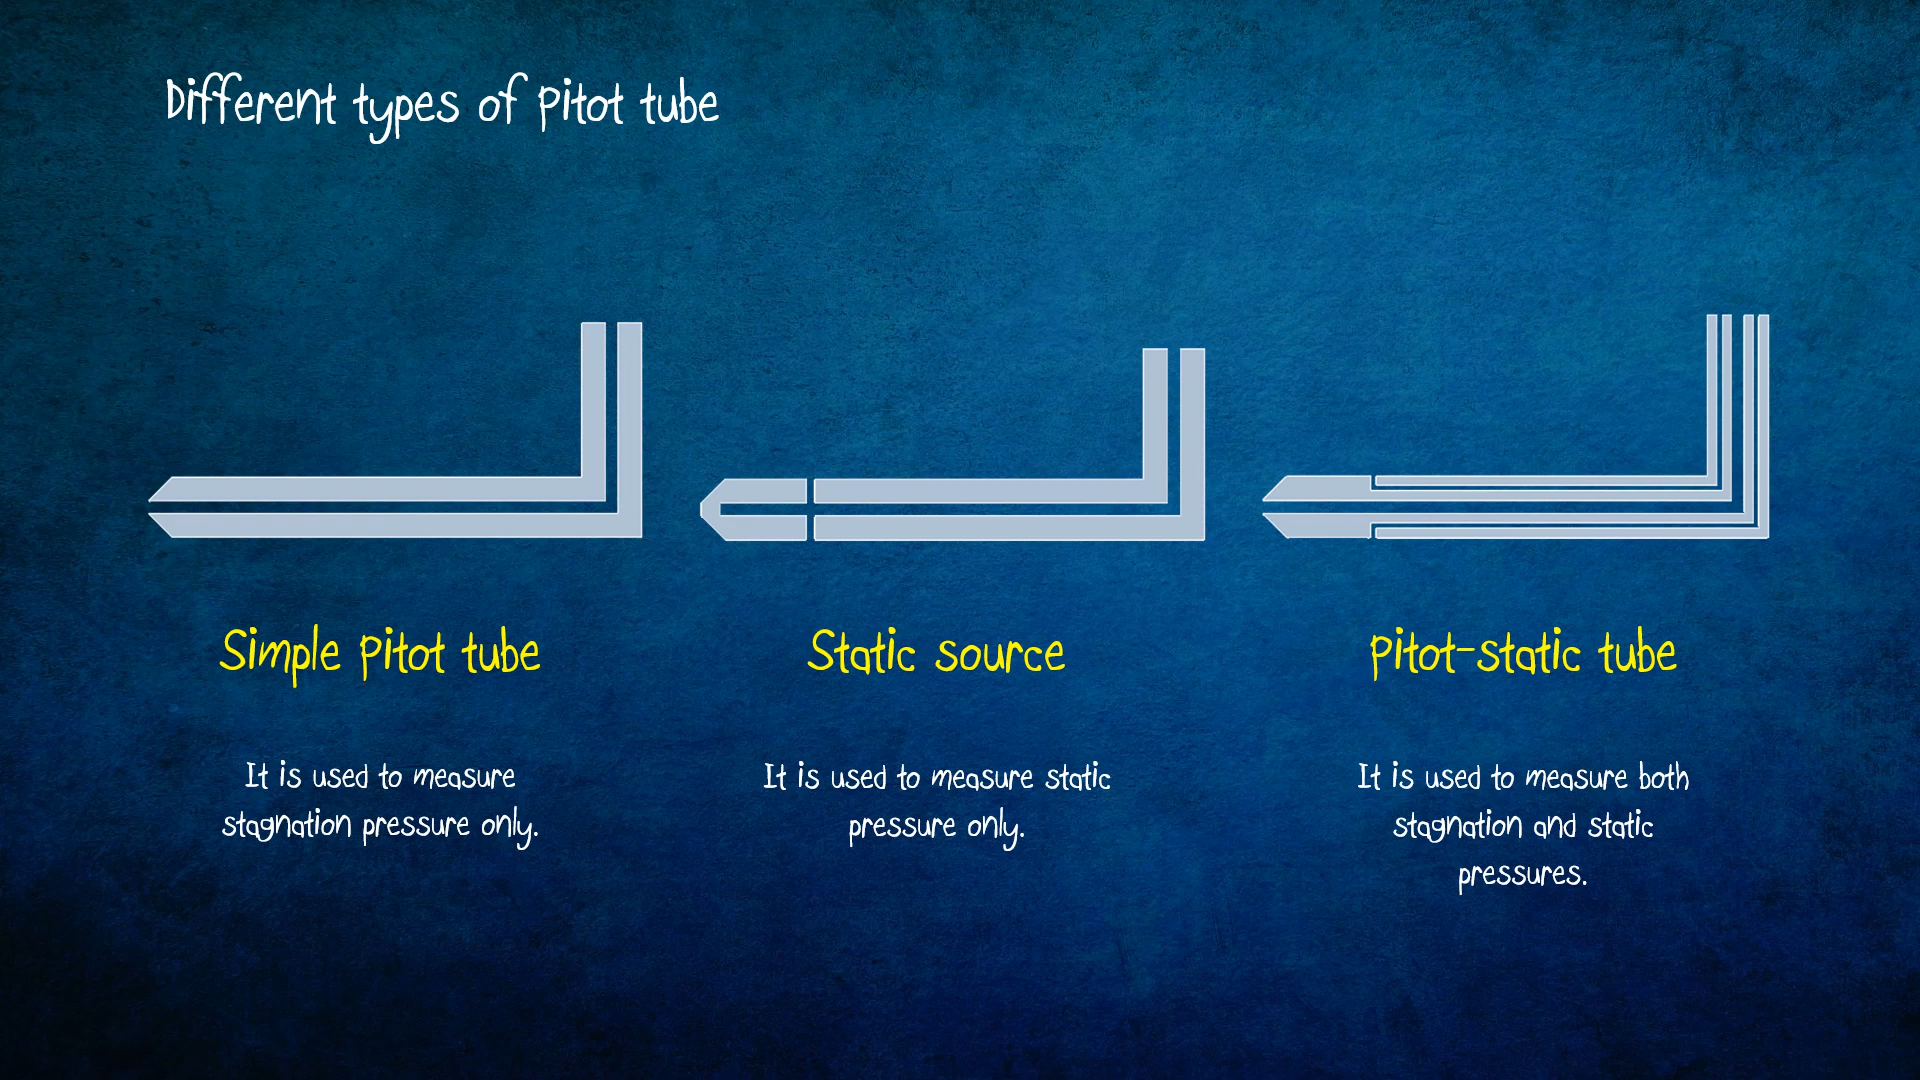 Different types of Pitot tube
Simple Pitot tube
It is used to measure
stagnation pressure only.
Static source
It is used to measure static
pressure only.
Pitot-static tube
It is used to measure both
stagnation and static
pressures.